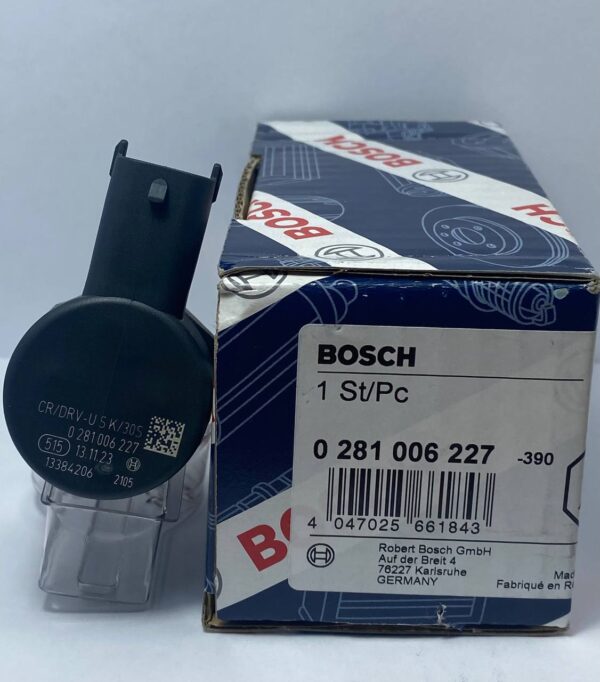 BOSCH
BOSCH
BOSCH
BOSCH
1 St/Pc
0 281 006 227 -390
4 047025 661843
Robert Bosch GmbH
Auf der Breit 4
76227 Karlsruhe
GERMANY
Fabriqué en
CR/DRV-U S K/30S
0 281 006 227
515 13.11.23
13384206 2105